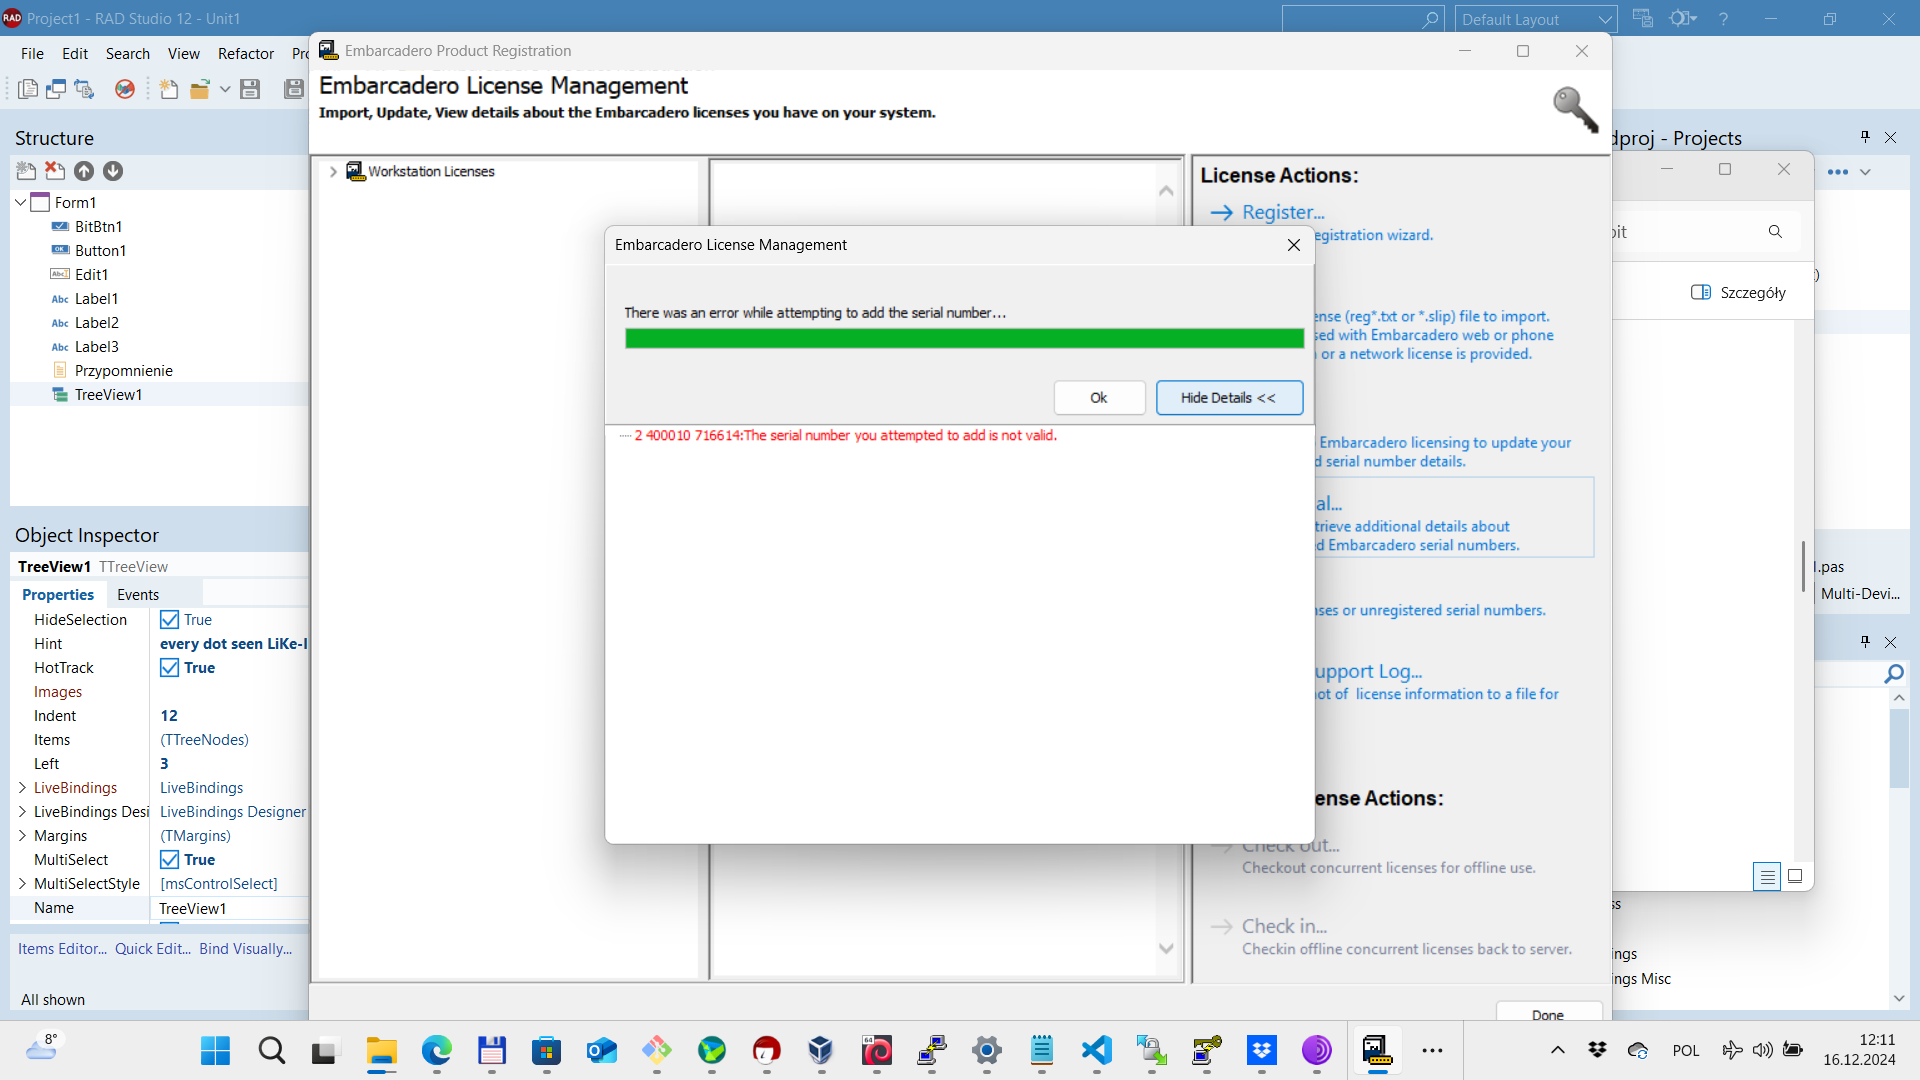 Project1 - RAD Studio 12 - Unit1
Default Layout
?
File Edit Search View Refactor
Embarcadero Product Registration
Embarcadero License Management
Import, Update, View details about the Embarcadero licenses you have on your system.
Structure
Form1
BitBtn1
Button1
Edit1
Label1
Label2
Label3
Przypomnienie
TreeView1
Object Inspector
TreeView1 TTreeView
Properties Events
HideSelection True
Hint every dot seen LiKe-I
HotTrack True
Images
Indent 12
Items (TTreeNodes)
Left 3
LiveBindings LiveBindings
LiveBindings Desi LiveBindings Designer
Margins (TMargins)
MultiSelect True
MultiSelectStyle [msControlSelect]
Name TreeView1
Items Editor... Quick Edit... Bind Visually...
All shown
Workstation Licenses
License Actions:
Register...
egistration wizard.
ense (reg*.txt or *.slip) file to import.
sed with Embarcadero web or phone
or a network license is provided.
Embarcadero licensing to update your
d serial number details.
al...
trieve additional details about
d Embarcadero serial numbers.
nses or unregistered serial numbers.
upport Log...
not of license information to a file for
ense Actions:
Check out...
Checkout concurrent licenses for offline use.
Check in...
Checkin offline concurrent licenses back to server.
Done
Embarcadero License Management
There was an error while attempting to add the serial number...
Ok
Hide Details <<
2 400010 716614:The serial number you attempted to add is not valid.
dproj - Projects
bit
Szczegóły
.pas
Multi-Devi...
ss
ings
ings Misc
8°
64
POL
12:11
16.12.2024